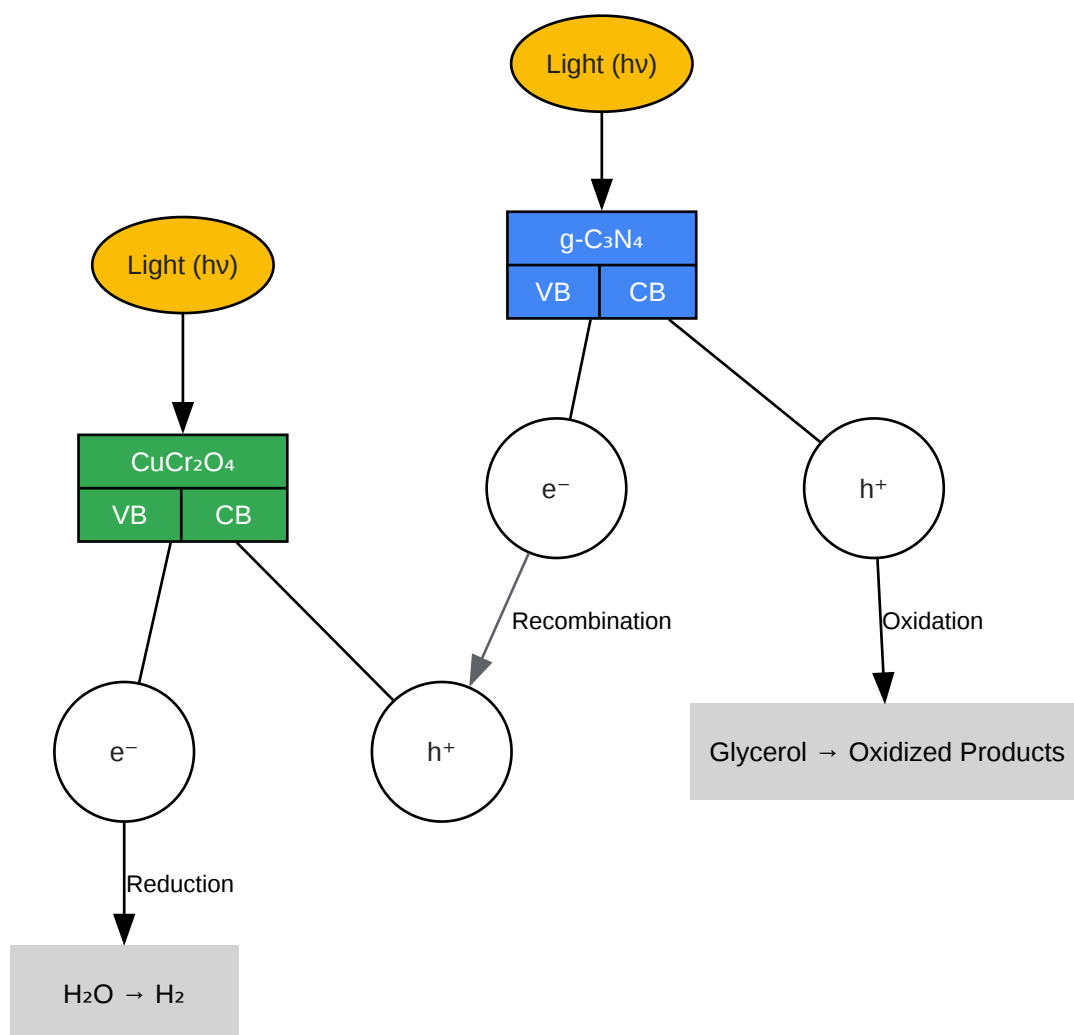 Light (hν)
Light (hν)
g-C₃N₄
VB CB
CuCr₂O₄
VB CB
e⁻
h⁺
Recombination
Oxidation
e⁻
h⁺
Glycerol → Oxidized Products
Reduction
H₂O → H₂